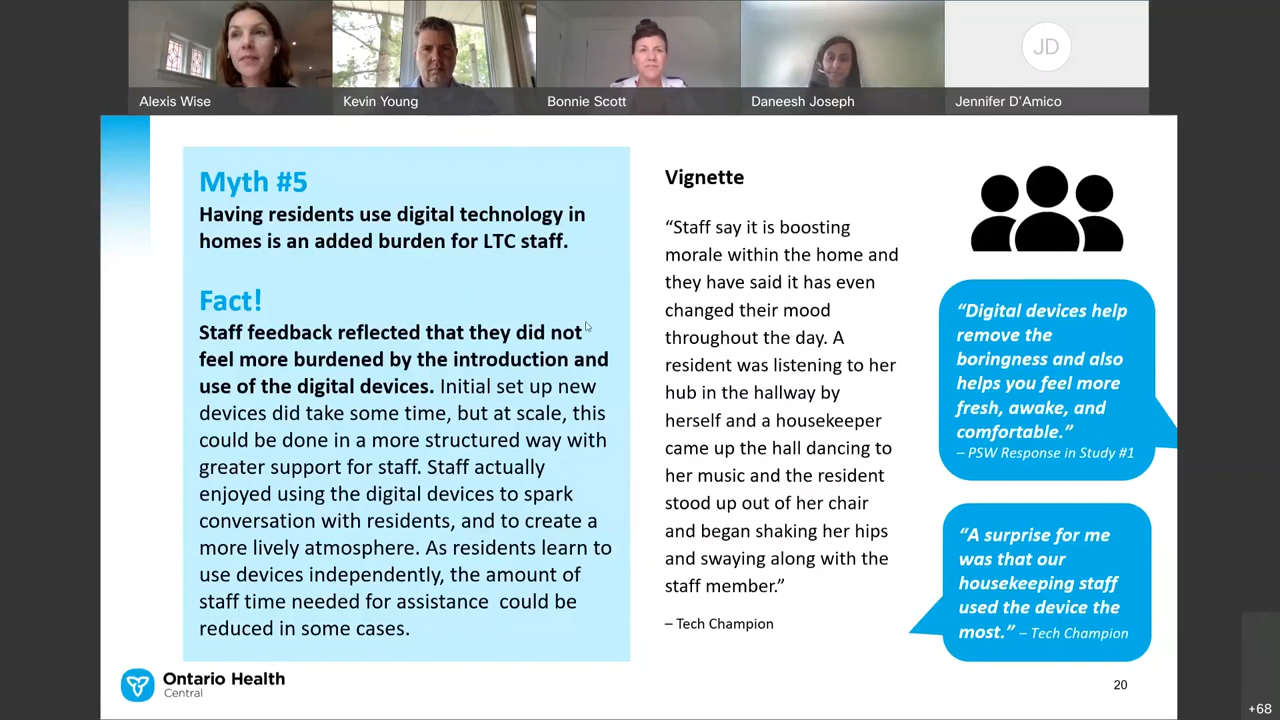 Alexis Wise
Kevin Young
Bonnie Scott
Daneesh Joseph
JD
Jennifer D'Amico
Myth #5
Having residents use digital technology in
homes is an added burden for LTC staff.
Fact!
Staff feedback reflected that they did not
feel more burdened by the introduction and
use of the digital devices. Initial set up new
devices did take some time, but at scale, this
could be done in a more structured way with
greater support for staff. Staff actually
enjoyed using the digital devices to spark
conversation with residents, and to create a
more lively atmosphere. As residents learn to
use devices independently, the amount of
staff time needed for assistance  could be
reduced in some cases.
Vignette
“Staff say it is boosting
morale within the home and
they have said it has even
changed their mood
throughout the day. A
resident was listening to her
hub in the hallway by
herself and a housekeeper
came up the hall dancing to
her music and the resident
stood up out of her chair
and began shaking her hips
and swaying along with the
staff member.”
– Tech Champion
“Digital devices help
remove the
boringness and also
helps you feel more
fresh, awake, and
comfortable.”
– PSW Response in Study #1
“A surprise for me
was that our
housekeeping staff
used the device the
most.” – Tech Champion
Ontario Health
Central
20
+68